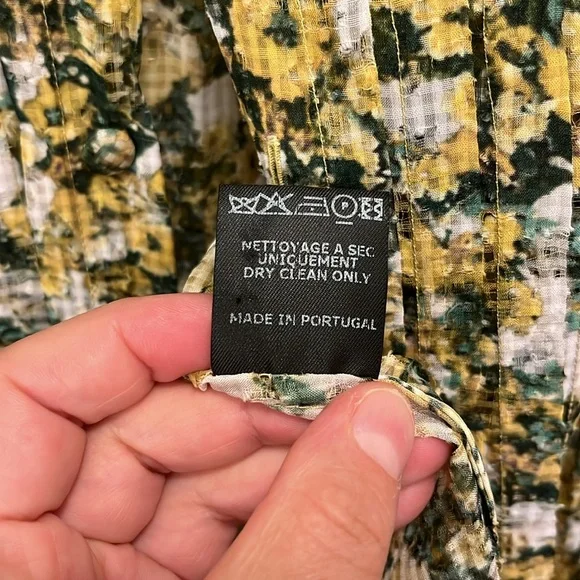 P
NETTOYAGE A SEC
UNIQUEMENT
DRY CLEAN ONLY
MADE IN PORTUGAL